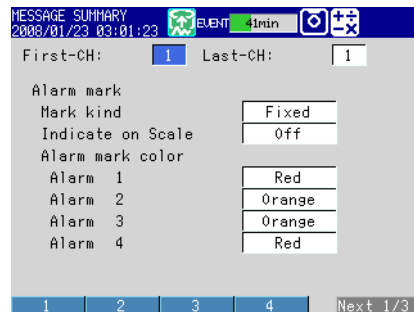 MESSAGE SUMMARY
2008/01/23 03:01:23 EVENT 41min
First-CH: 1 Last-CH: 1
Alarm mark
Mark kind Fixed
Indicate on Scale Off
Alarm mark color
Alarm 1 Red
Alarm 2 Orange
Alarm 3 Orange
Alarm 4 Red
1 2 3 4 Next 1/3